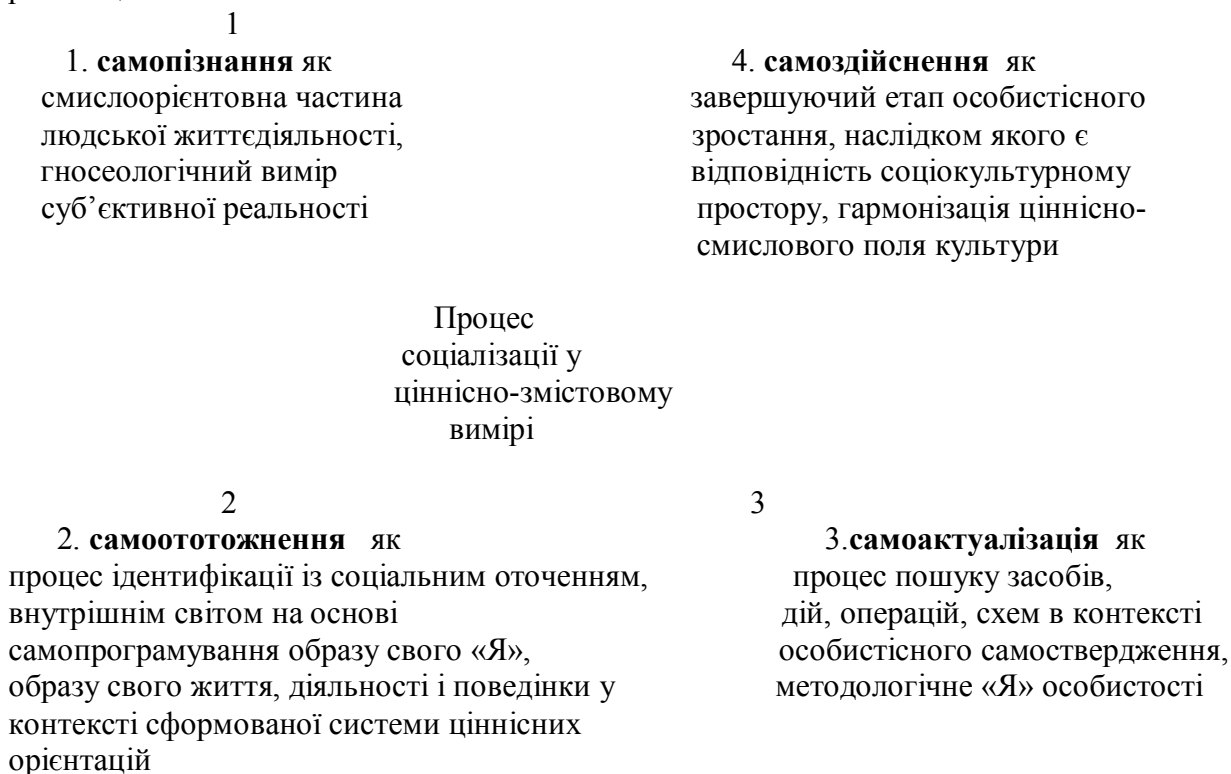 1
1. самопізнання як
смислоорієнтовна частина
людської життєдіяльності,
гносеологічний вимір
суб’єктивної реальності
4. самоздійснення як
завершуючий етап особистісного
зростання, наслідком якого є
відповідність соціокультурному
простору, гармонізація ціннісно-
смислового поля культури
Процес
соціалізації у
ціннісно-змістовому
вимірі
2
2. самоототожнення як
процес ідентифікації із соціальним оточенням,
внутрішнім світом на основі
самопрограмування образу свого «Я»,
образу свого життя, діяльності і поведінки у
контексті сформованої системи ціннісних
орієнтацій
3
3.самоактуалізація як
процес пошуку засобів,
дій, операцій, схем в контексті
особистісного самоствердження,
методологічне «Я» особистості